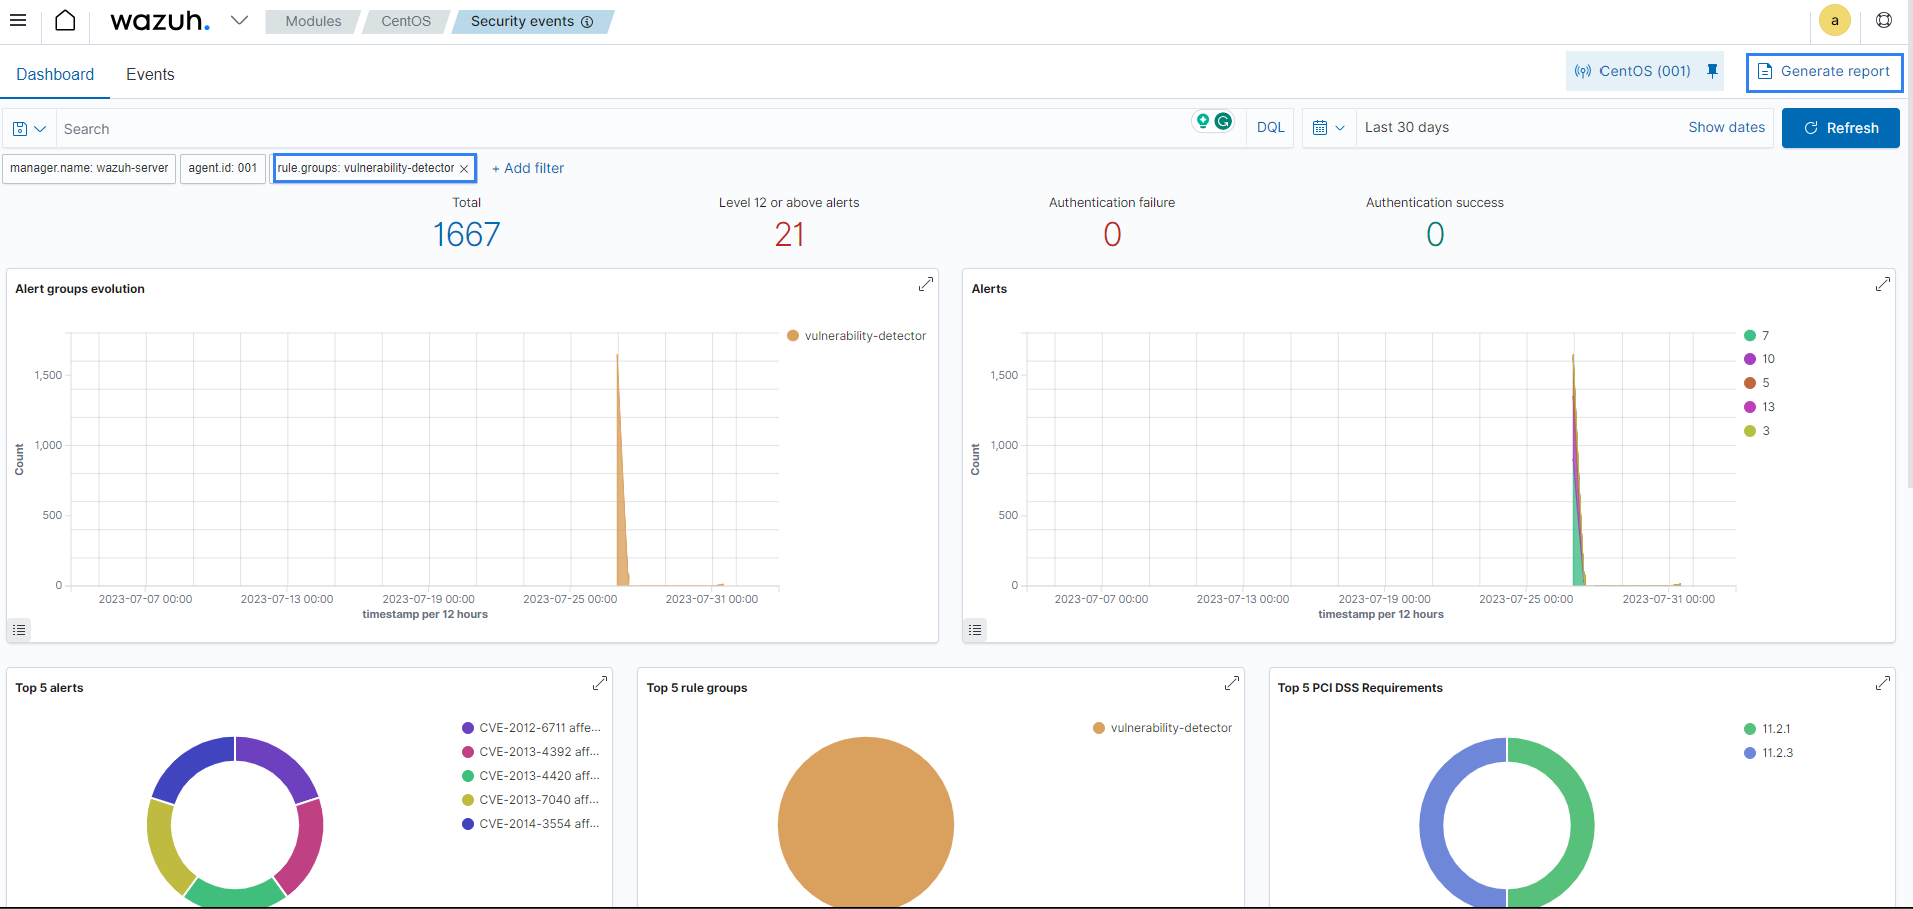 wazuh.
Modules
CentOS
Security events
a
Dashboard
Events
CentOS (001)
Generate report
Search
DQL
Last 30 days
Show dates
Refresh
manager.name: wazuh-server
agent.id: 001
rule.groups: vulnerability-detector ×
+ Add filter
Total
1667
Level 12 or above alerts
21
Authentication failure
0
Authentication success
0
Alert groups evolution
Count
1,500
1,000
500
0
2023-07-07 00:00
2023-07-13 00:00
2023-07-19 00:00
2023-07-25 00:00
2023-07-31 00:00
timestamp per 12 hours
vulnerability-detector
Alerts
Count
1,500
1,000
500
0
2023-07-07 00:00
2023-07-13 00:00
2023-07-19 00:00
2023-07-25 00:00
2023-07-31 00:00
timestamp per 12 hours
7
10
5
13
3
Top 5 alerts
CVE-2012-6711 affe...
CVE-2013-4392 aff...
CVE-2013-4420 aff...
CVE-2013-7040 aff...
CVE-2014-3554 aff...
Top 5 rule groups
vulnerability-detector
Top 5 PCI DSS Requirements
11.2.1
11.2.3